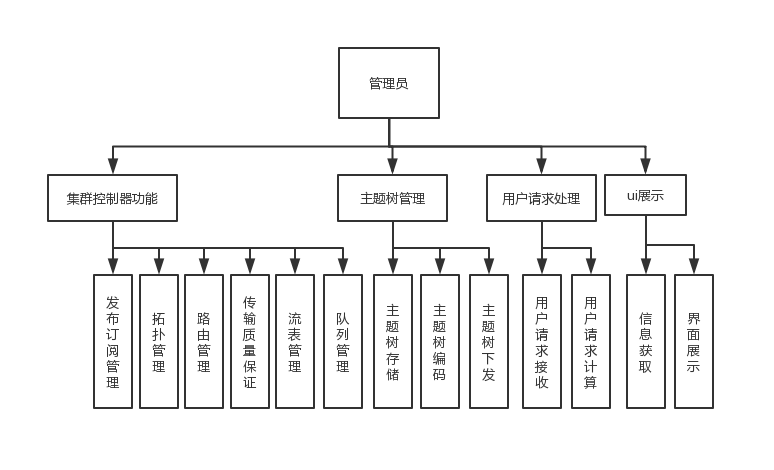 管理员
集群控制器功能
主题树管理
用户请求处理
ui展示
发布订阅管理
拓扑管理
路由管理
传输质量保证
流表管理
队列管理
主题树存储
主题树编码
主题树下发
用户请求接收
用户请求计算
信息获取
界面展示